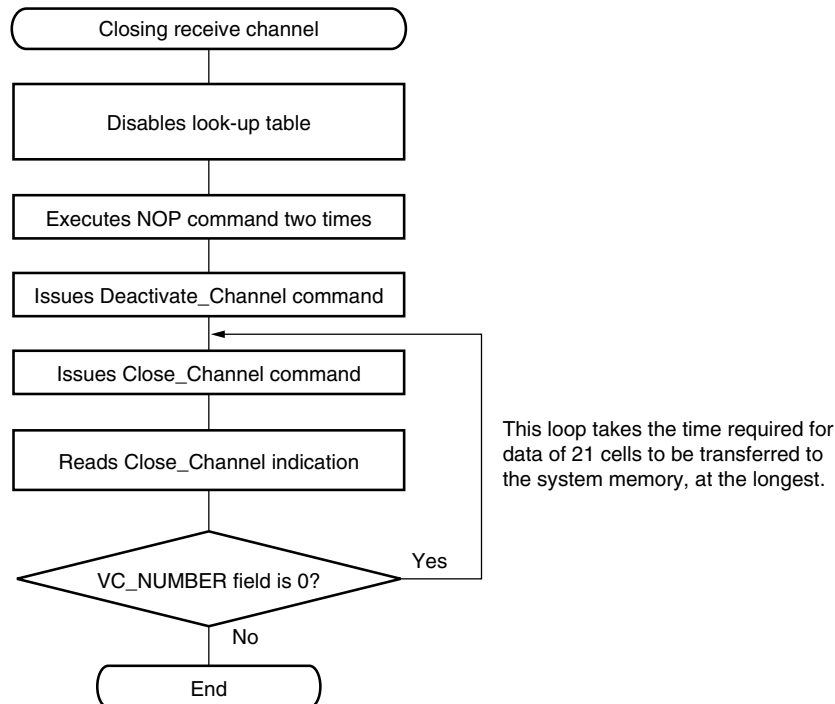 Closing receive channel
Disables look-up table
Executes NOP command two times
Issues Deactivate_Channel command
Issues Close_Channel command
Reads Close_Channel indication
This loop takes the time required for
data of 21 cells to be transferred to
the system memory, at the longest.
VC_NUMBER field is 0?
Yes
No
End